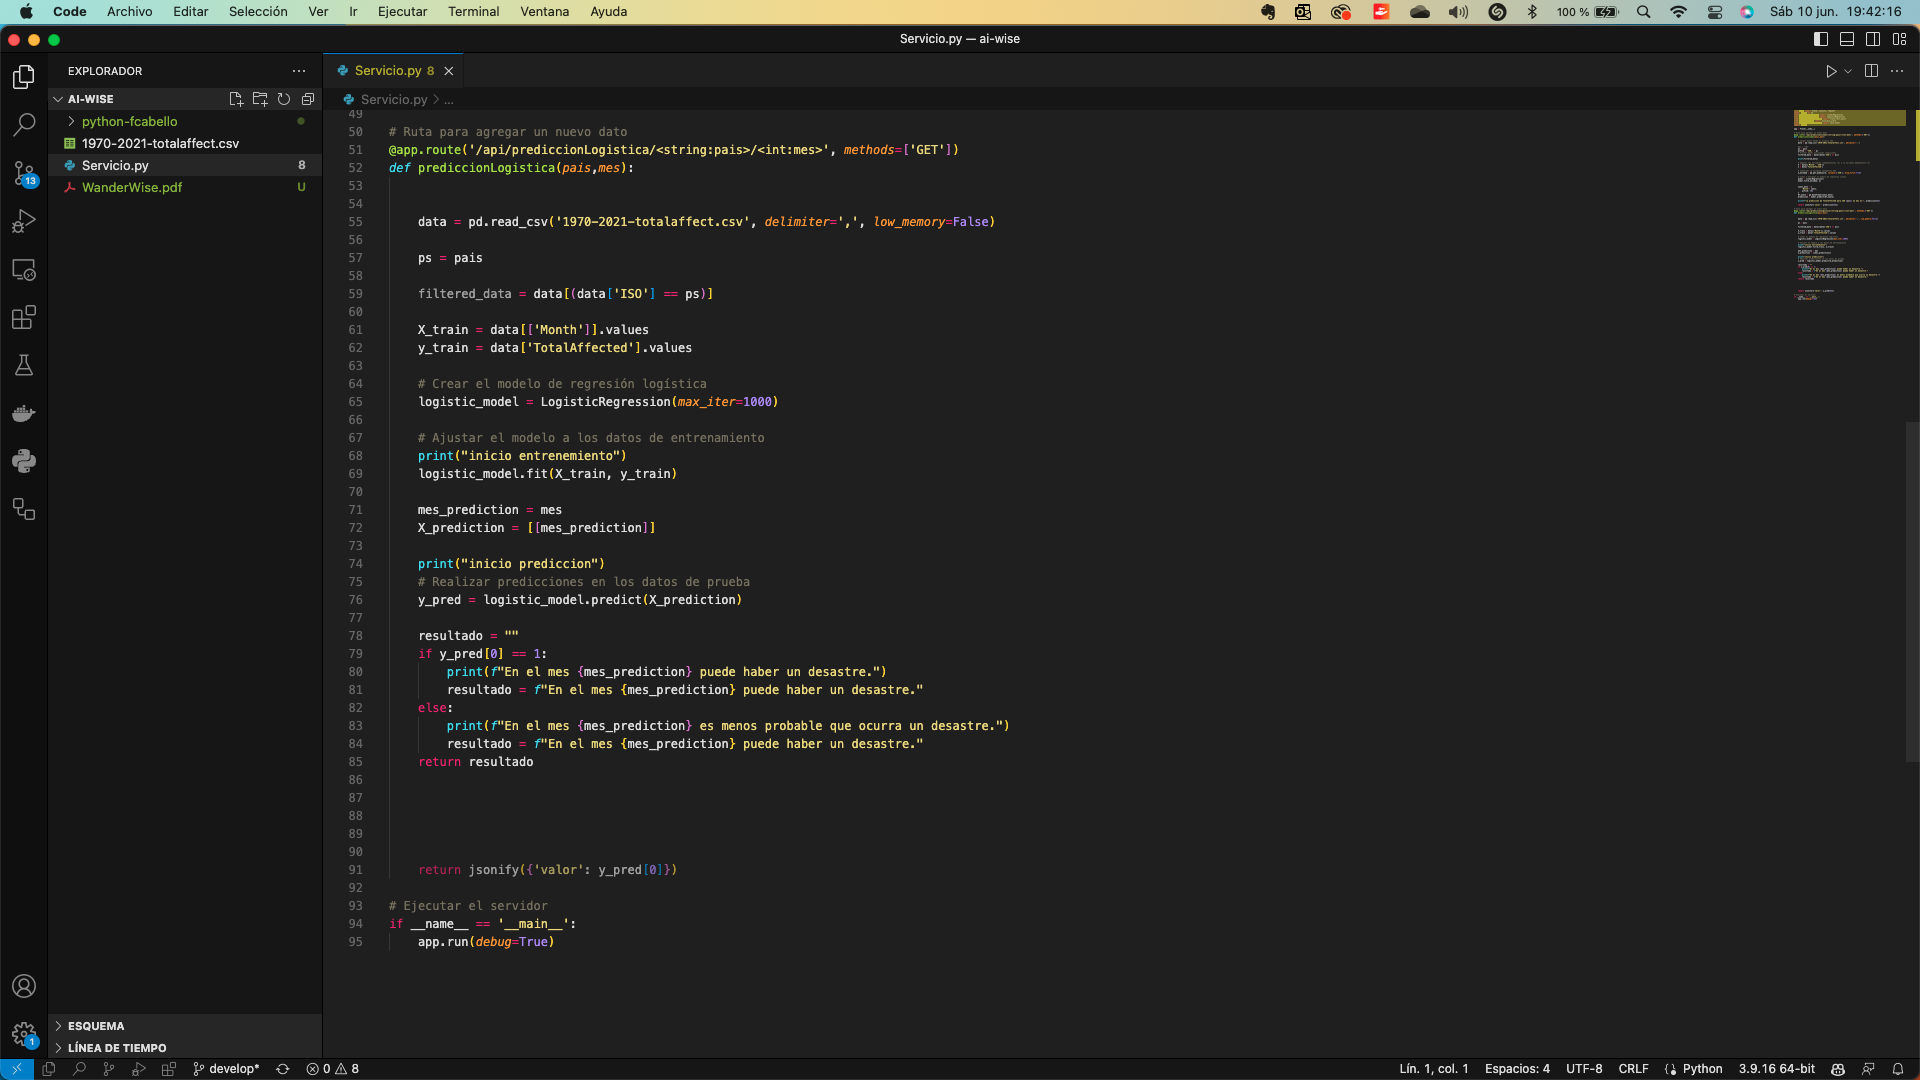 Code Archivo Editar Selección Ver Ir Ejecutar Terminal Ventana Ayuda 100 % Sáb 10 jun. 19:42:16
Servicio.py — ai-wise
EXPLORADOR
AI-WISE
python-fcabello
1970-2021-totalaffect.csv
Servicio.py 8
WanderWise.pdf U
13
1
ESQUEMA
LÍNEA DE TIEMPO
Servicio.py 8
Servicio.py > ...
49
50 # Ruta para agregar un nuevo dato
51 @app.route('/api/prediccionLogistica/<string:pais>/<int:mes>', methods=['GET'])
52 def prediccionLogistica(pais,mes):
53
54
55 data = pd.read_csv('1970-2021-totalaffect.csv', delimiter=',', low_memory=False)
56
57 ps = pais
58
59 filtered_data = data[(data['ISO'] == ps)]
60
61 X_train = data[['Month']].values
62 y_train = data['TotalAffected'].values
63
64 # Crear el modelo de regresión logística
65 logistic_model = LogisticRegression(max_iter=1000)
66
67 # Ajustar el modelo a los datos de entrenamiento
68 print("inicio entrenemiento")
69 logistic_model.fit(X_train, y_train)
70
71 mes_prediction = mes
72 X_prediction = [[mes_prediction]]
73
74 print("inicio prediccion")
75 # Realizar predicciones en los datos de prueba
76 y_pred = logistic_model.predict(X_prediction)
77
78 resultado = ""
79 if y_pred[0] == 1:
80 print(f"En el mes {mes_prediction} puede haber un desastre.")
81 resultado = f"En el mes {mes_prediction} puede haber un desastre."
82 else:
83 print(f"En el mes {mes_prediction} es menos probable que ocurra un desastre.")
84 resultado = f"En el mes {mes_prediction} puede haber un desastre."
85 return resultado
86
87
88
89
90
91 return jsonify({'valor': y_pred[0]})
92
93 # Ejecutar el servidor
94 if __name__ == '__main__':
95 app.run(debug=True)
develop* 0 8 Lín. 1, col. 1 Espacios: 4 UTF-8 CRLF Python 3.9.16 64-bit